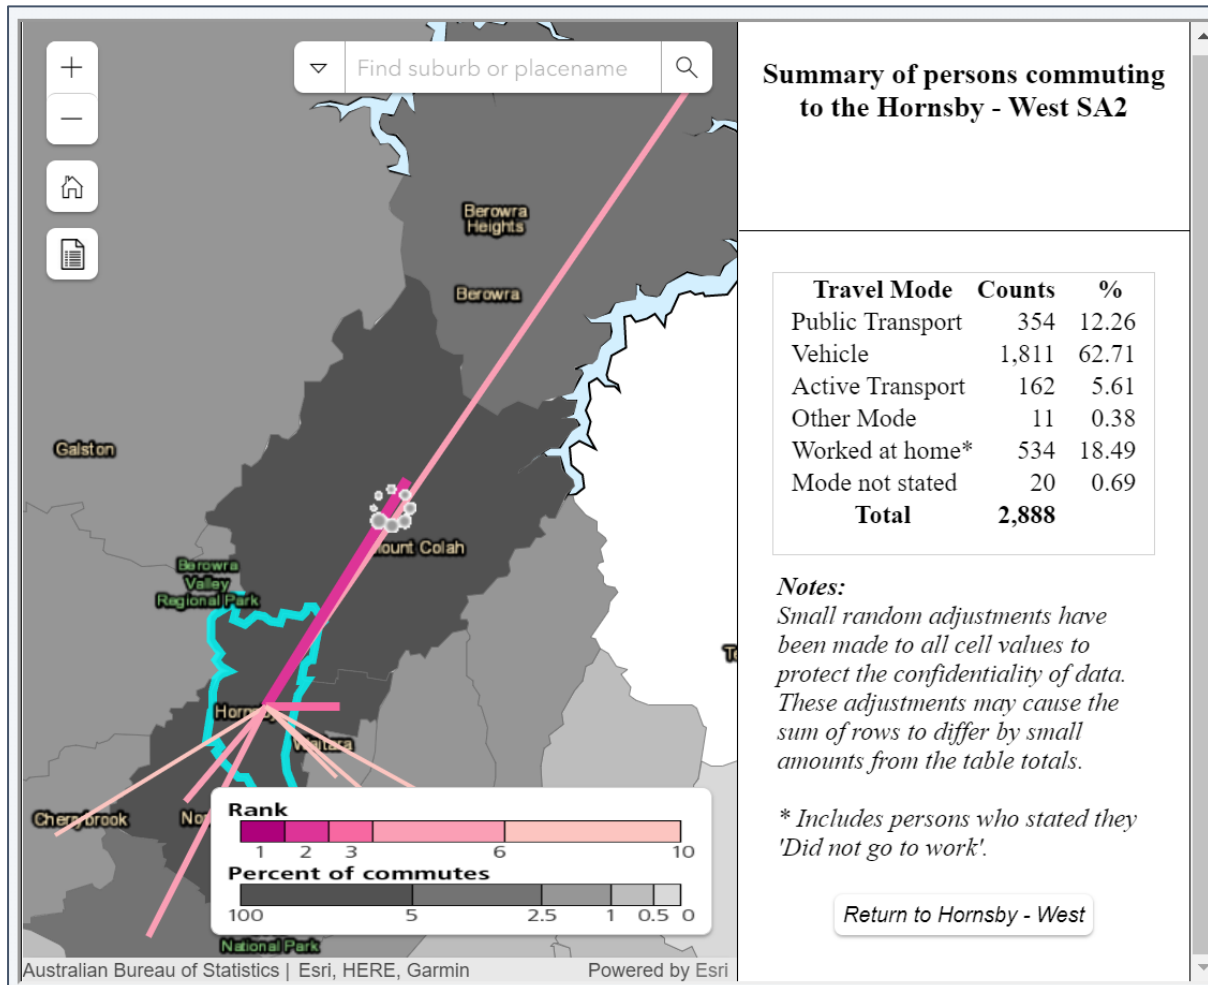 Find suburb or placename
Berowra
Heights
Berowra
Galston
ount Colah
Berowra
Valley
Regional Park
Hornsby
Waitara
Cherrybrook
Rank
1 2 3 6 10
Percent of commutes
100 5 2.5 1 0.5 0
National Park
Australian Bureau of Statistics | Esri, HERE, Garmin
Powered by Esri
Summary of persons commuting
to the Hornsby - West SA2
Travel Mode Counts %
Public Transport 354 12.26
Vehicle 1,811 62.71
Active Transport 162 5.61
Other Mode 11 0.38
Worked at home* 534 18.49
Mode not stated 20 0.69
Total 2,888
Notes:
Small random adjustments have
been made to all cell values to
protect the confidentiality of data.
These adjustments may cause the
sum of rows to differ by small
amounts from the table totals.
* Includes persons who stated they
'Did not go to work'.
Return to Hornsby - West